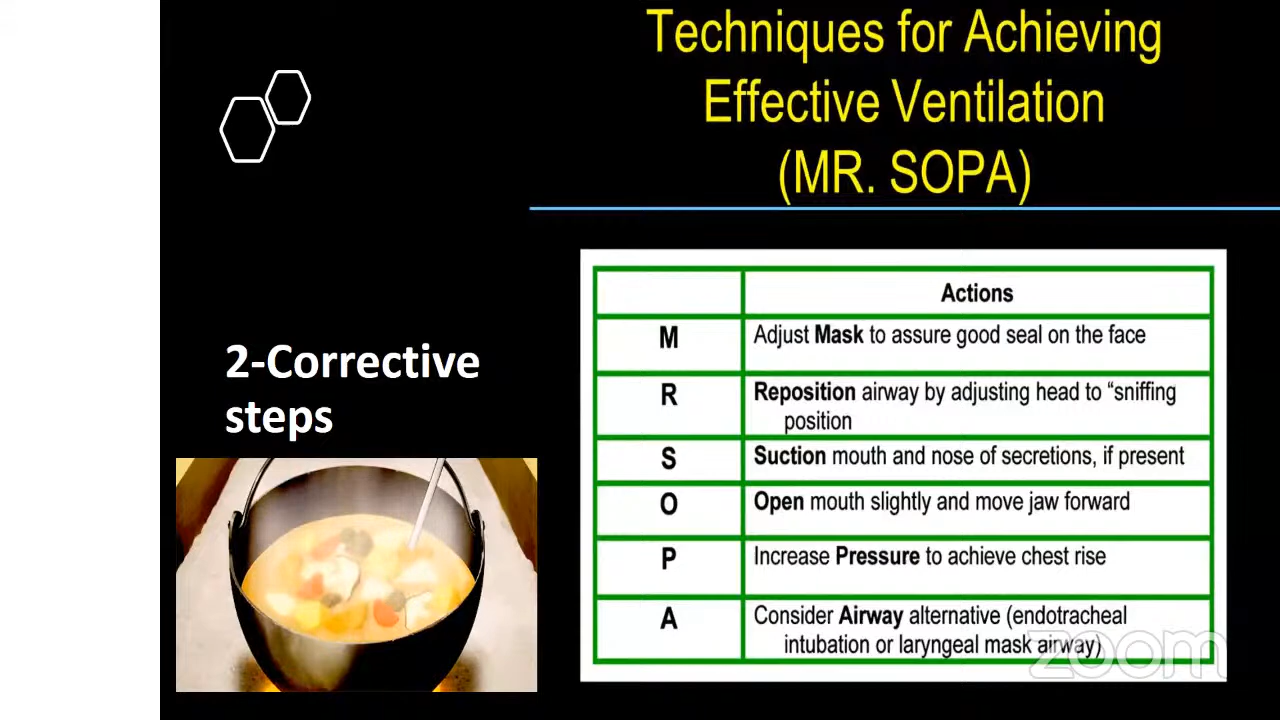 Techniques for Achieving
Effective Ventilation
(MR. SOPA)
2-Corrective
steps
Actions
M
Adjust Mask to assure good seal on the face
R
Reposition airway by adjusting head to “sniffing
position
S
Suction mouth and nose of secretions, if present
O
Open mouth slightly and move jaw forward
P
Increase Pressure to achieve chest rise
A
Consider Airway alternative (endotracheal
intubation or laryngeal mask airway)
zoom